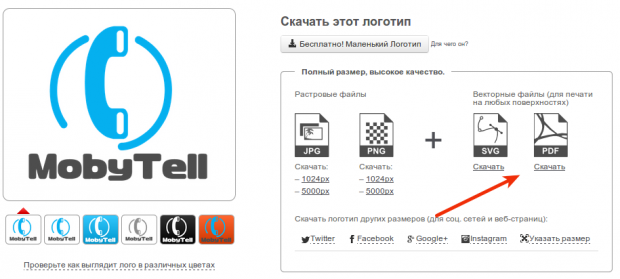 MobyTell
MobyTell
MobyTell
MobyTell
MobyTell
MobyTell
MobyTell
Проверьте как выглядит лого в различных цветах
Скачать этот логотип
Бесплатно! Маленький Логотип
Для чего он?
Полный размер, высокое качество.
Растровые файлы
JPG
PNG
Скачать:
– 1024px
– 5000px
Скачать:
– 1024px
– 5000px
+
Векторные файлы (для печати
на любых поверхностях)
SVG
PDF
Скачать
Скачать
Скачать логотип других размеров (для соц. сетей и веб-страниц):
Twitter
Facebook
Google+
Instagram
Указать размер